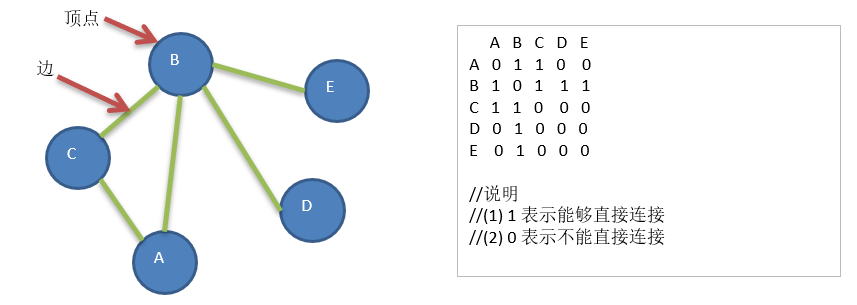 顶点
边
B
E
C
D
A
A B C D E
A 0 1 1 0 0
B 1 0 1 1 1
C 1 1 0 0 0
D 0 1 0 0 0
E 0 1 0 0 0
//说明
//(1) 1 表示能够直接连接
//(2) 0 表示不能直接连接